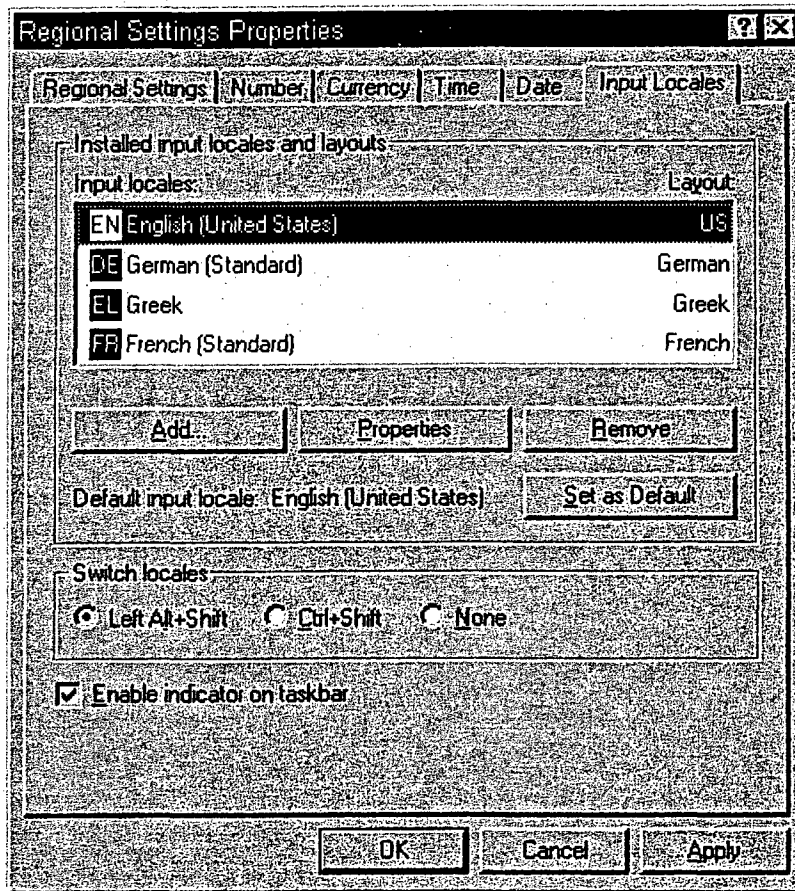 Regional Settings Properties
Regional Settings Number Currency Time Date Input Locales
Installed input locales and layouts
Input locales: Layout
EN English (United States) US
DE German (Standard) German
EL Greek Greek
FR French (Standard) French
Add... Properties Remove
Default input locale: English (United States) Set as Default
Switch locales
Left Alt+Shift Ctrl+Shift None
Enable indicator on taskbar
OK Cancel Apply